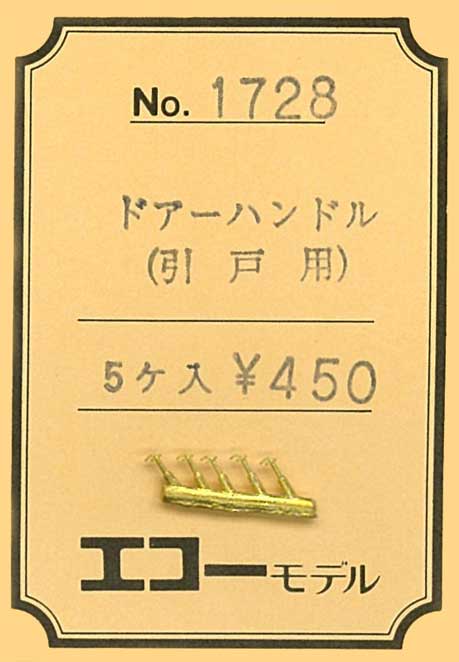 No. 1728
ドアーハンドル
(引戸用)
5ケ入 ¥450
エコーモデル